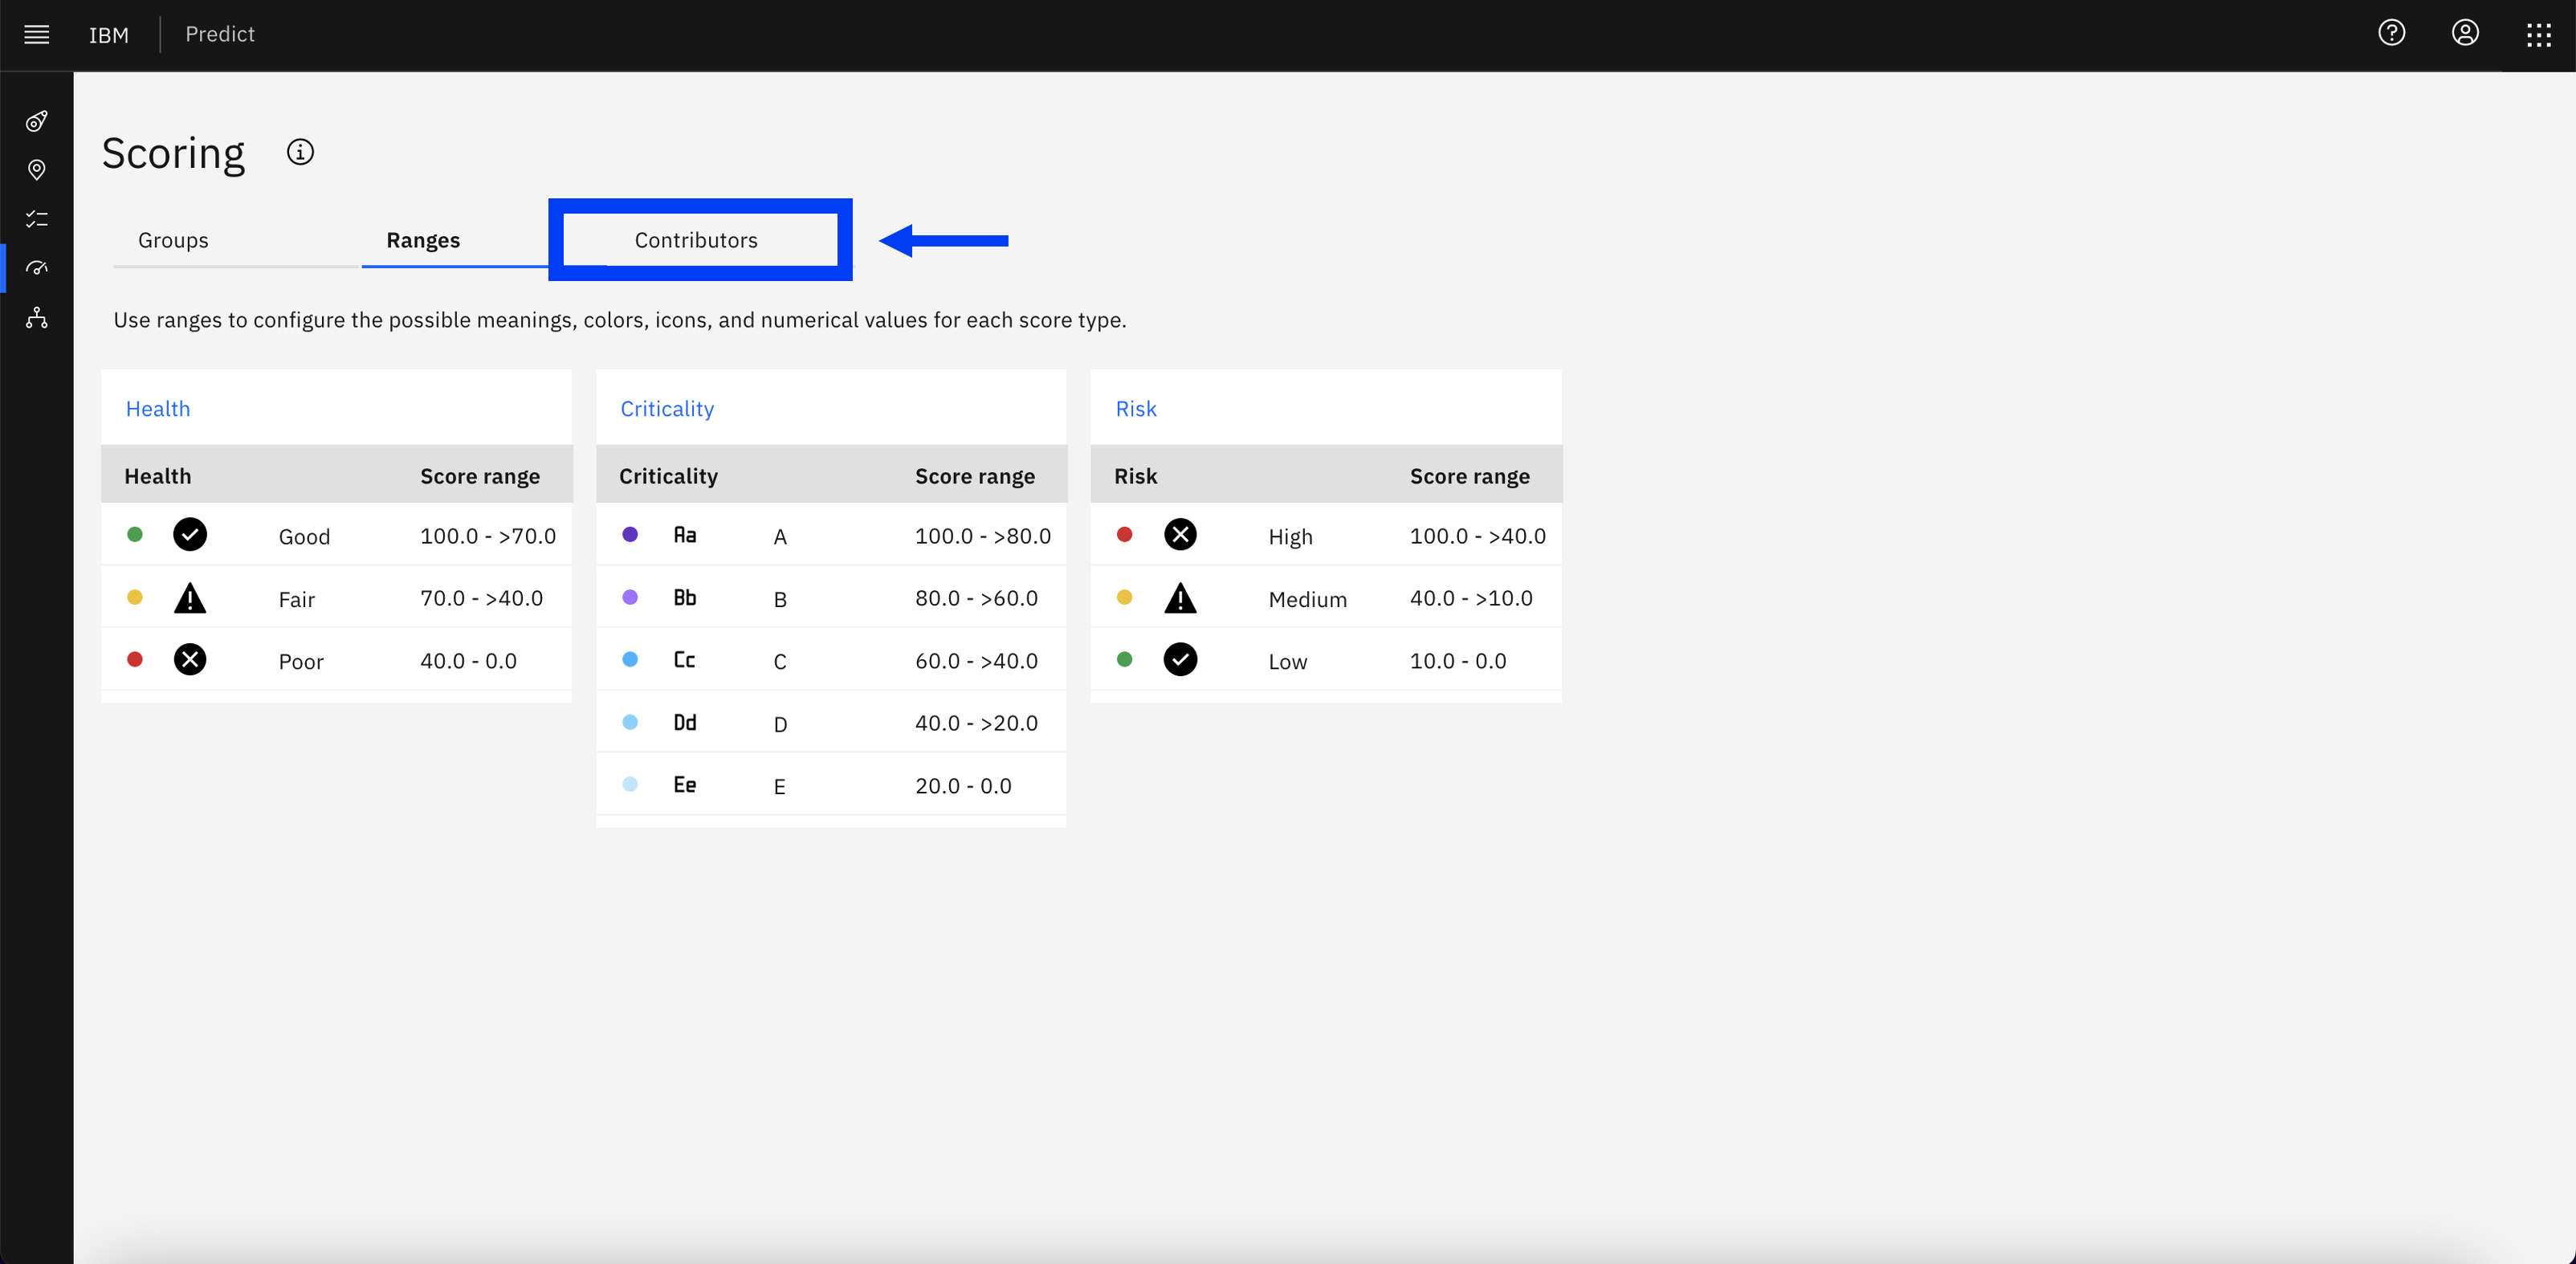 IBM Predict
Scoring
Groups Ranges Contributors
Use ranges to configure the possible meanings, colors, icons, and numerical values for each score type.
Health
Health Score range
Good 100.0 - >70.0
Fair 70.0 - >40.0
Poor 40.0 - 0.0
Criticality
Criticality Score range
Aa A 100.0 - >80.0
Bb B 80.0 - >60.0
Cc C 60.0 - >40.0
Dd D 40.0 - >20.0
Ee E 20.0 - 0.0
Risk
Risk Score range
High 100.0 - >40.0
Medium 40.0 - >10.0
Low 10.0 - 0.0